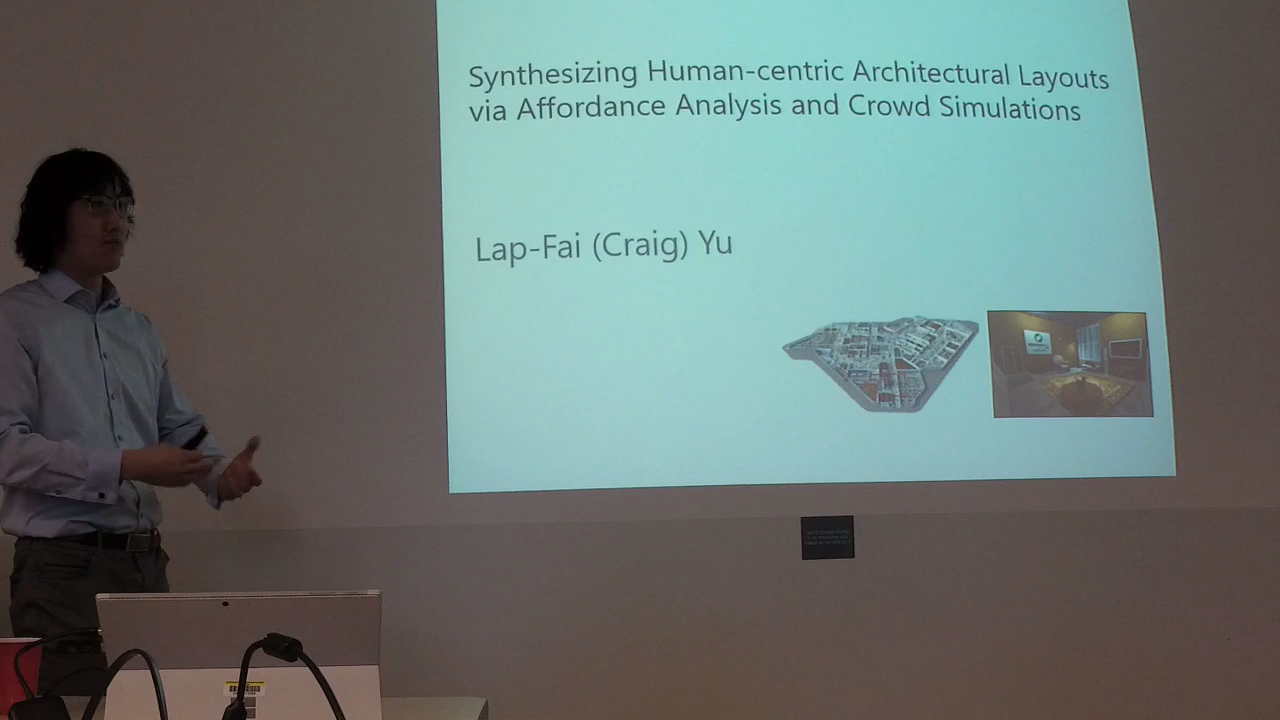 Synthesizing Human-centric Architectural Layouts
via Affordance Analysis and Crowd Simulations
Lap-Fai (Craig) Yu